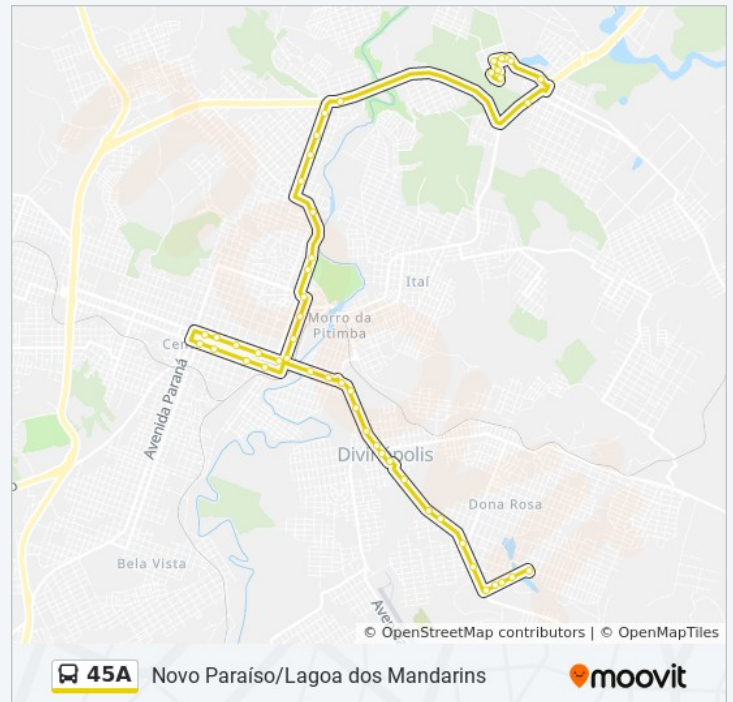 Itaí
Morro da
Pitimba
Avenida Paraná
Divinópolis
Dona Rosa
Bela Vista
© OpenStreetMap contributors | © OpenMapTiles
45A Novo Paraíso/Lagoa dos Mandarins moovit